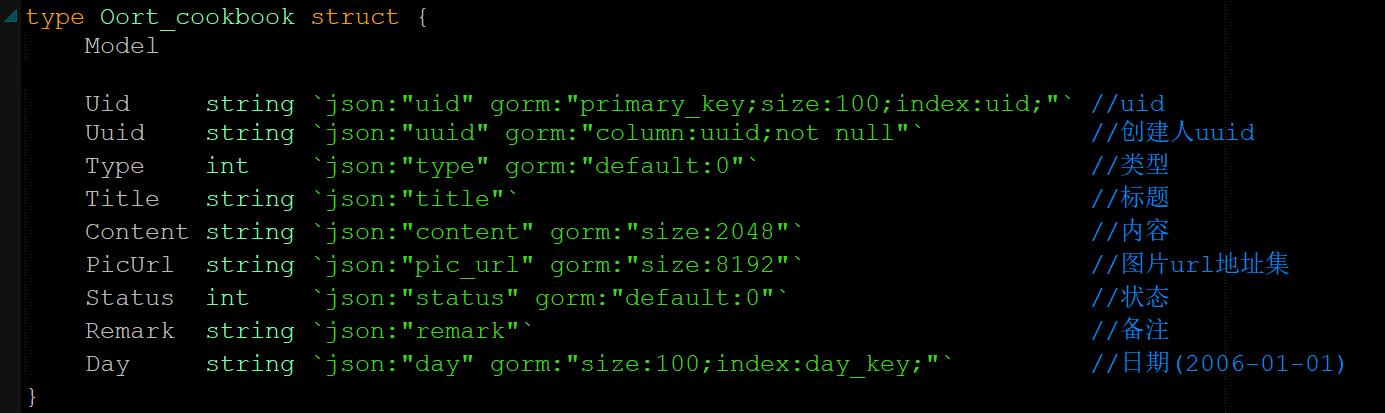 type Oort_cookbook struct {
Model
Uid string `json:"uid" gorm:"primary_key;size:100;index:uid;"` //uid
Uuid string `json:"uuid" gorm:"column:uuid;not null"` //创建人uuid
Type int `json:"type" gorm:"default:0"` //类型
Title string `json:"title"` //标题
Content string `json:"content" gorm:"size:2048"` //内容
PicUrl string `json:"pic_url" gorm:"size:8192"` //图片url地址集
Status int `json:"status" gorm:"default:0"` //状态
Remark string `json:"remark"` //备注
Day string `json:"day" gorm:"size:100;index:day_key;"` //日期(2006-01-01)
}